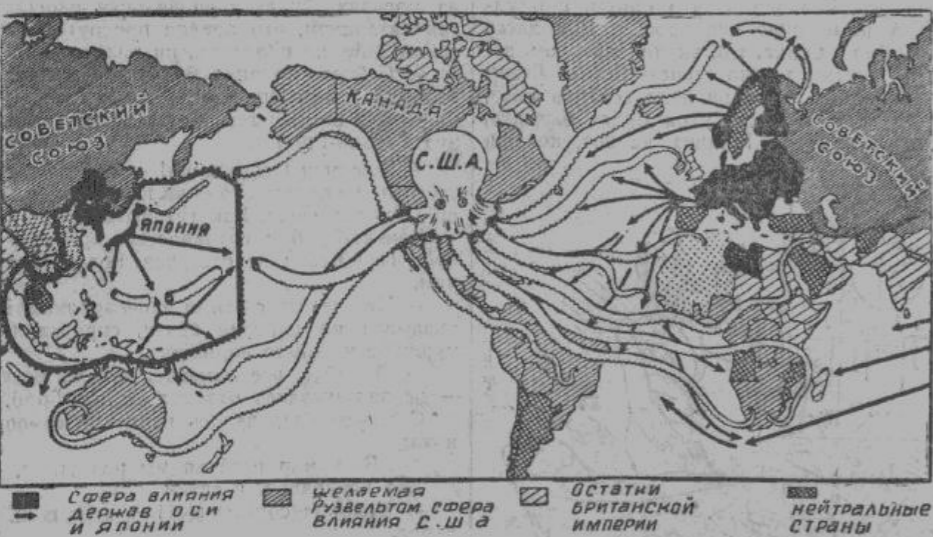 КАНАДА
СОВЕТСКИЙ
СОЮЗ
С.Ш.А.
СОВЕТСКИЙ
СОЮЗ
ЯПОНИЯ
Сфера влияния
держав оси
и Японии
желаемая
Рузвельтом сфера
влияния С.Ша
Остатки
Британской
империи
нейтральные
страны